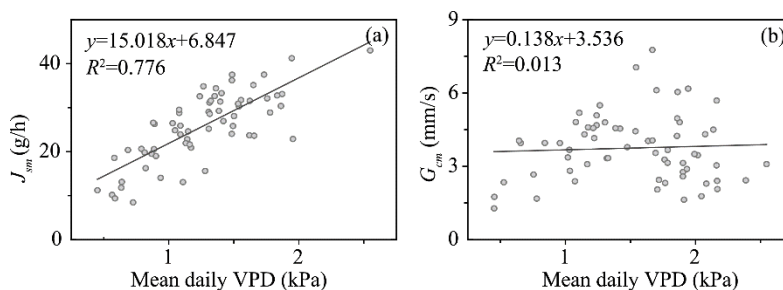 (a)
y=15.018x+6.847
R²=0.776
40
20
0
J_sm (g/h)
1
2
Mean daily VPD (kPa)
(b)
y=0.138x+3.536
R²=0.013
9
6
3
0
G_cm (mm/s)
1
2
Mean daily VPD (kPa)